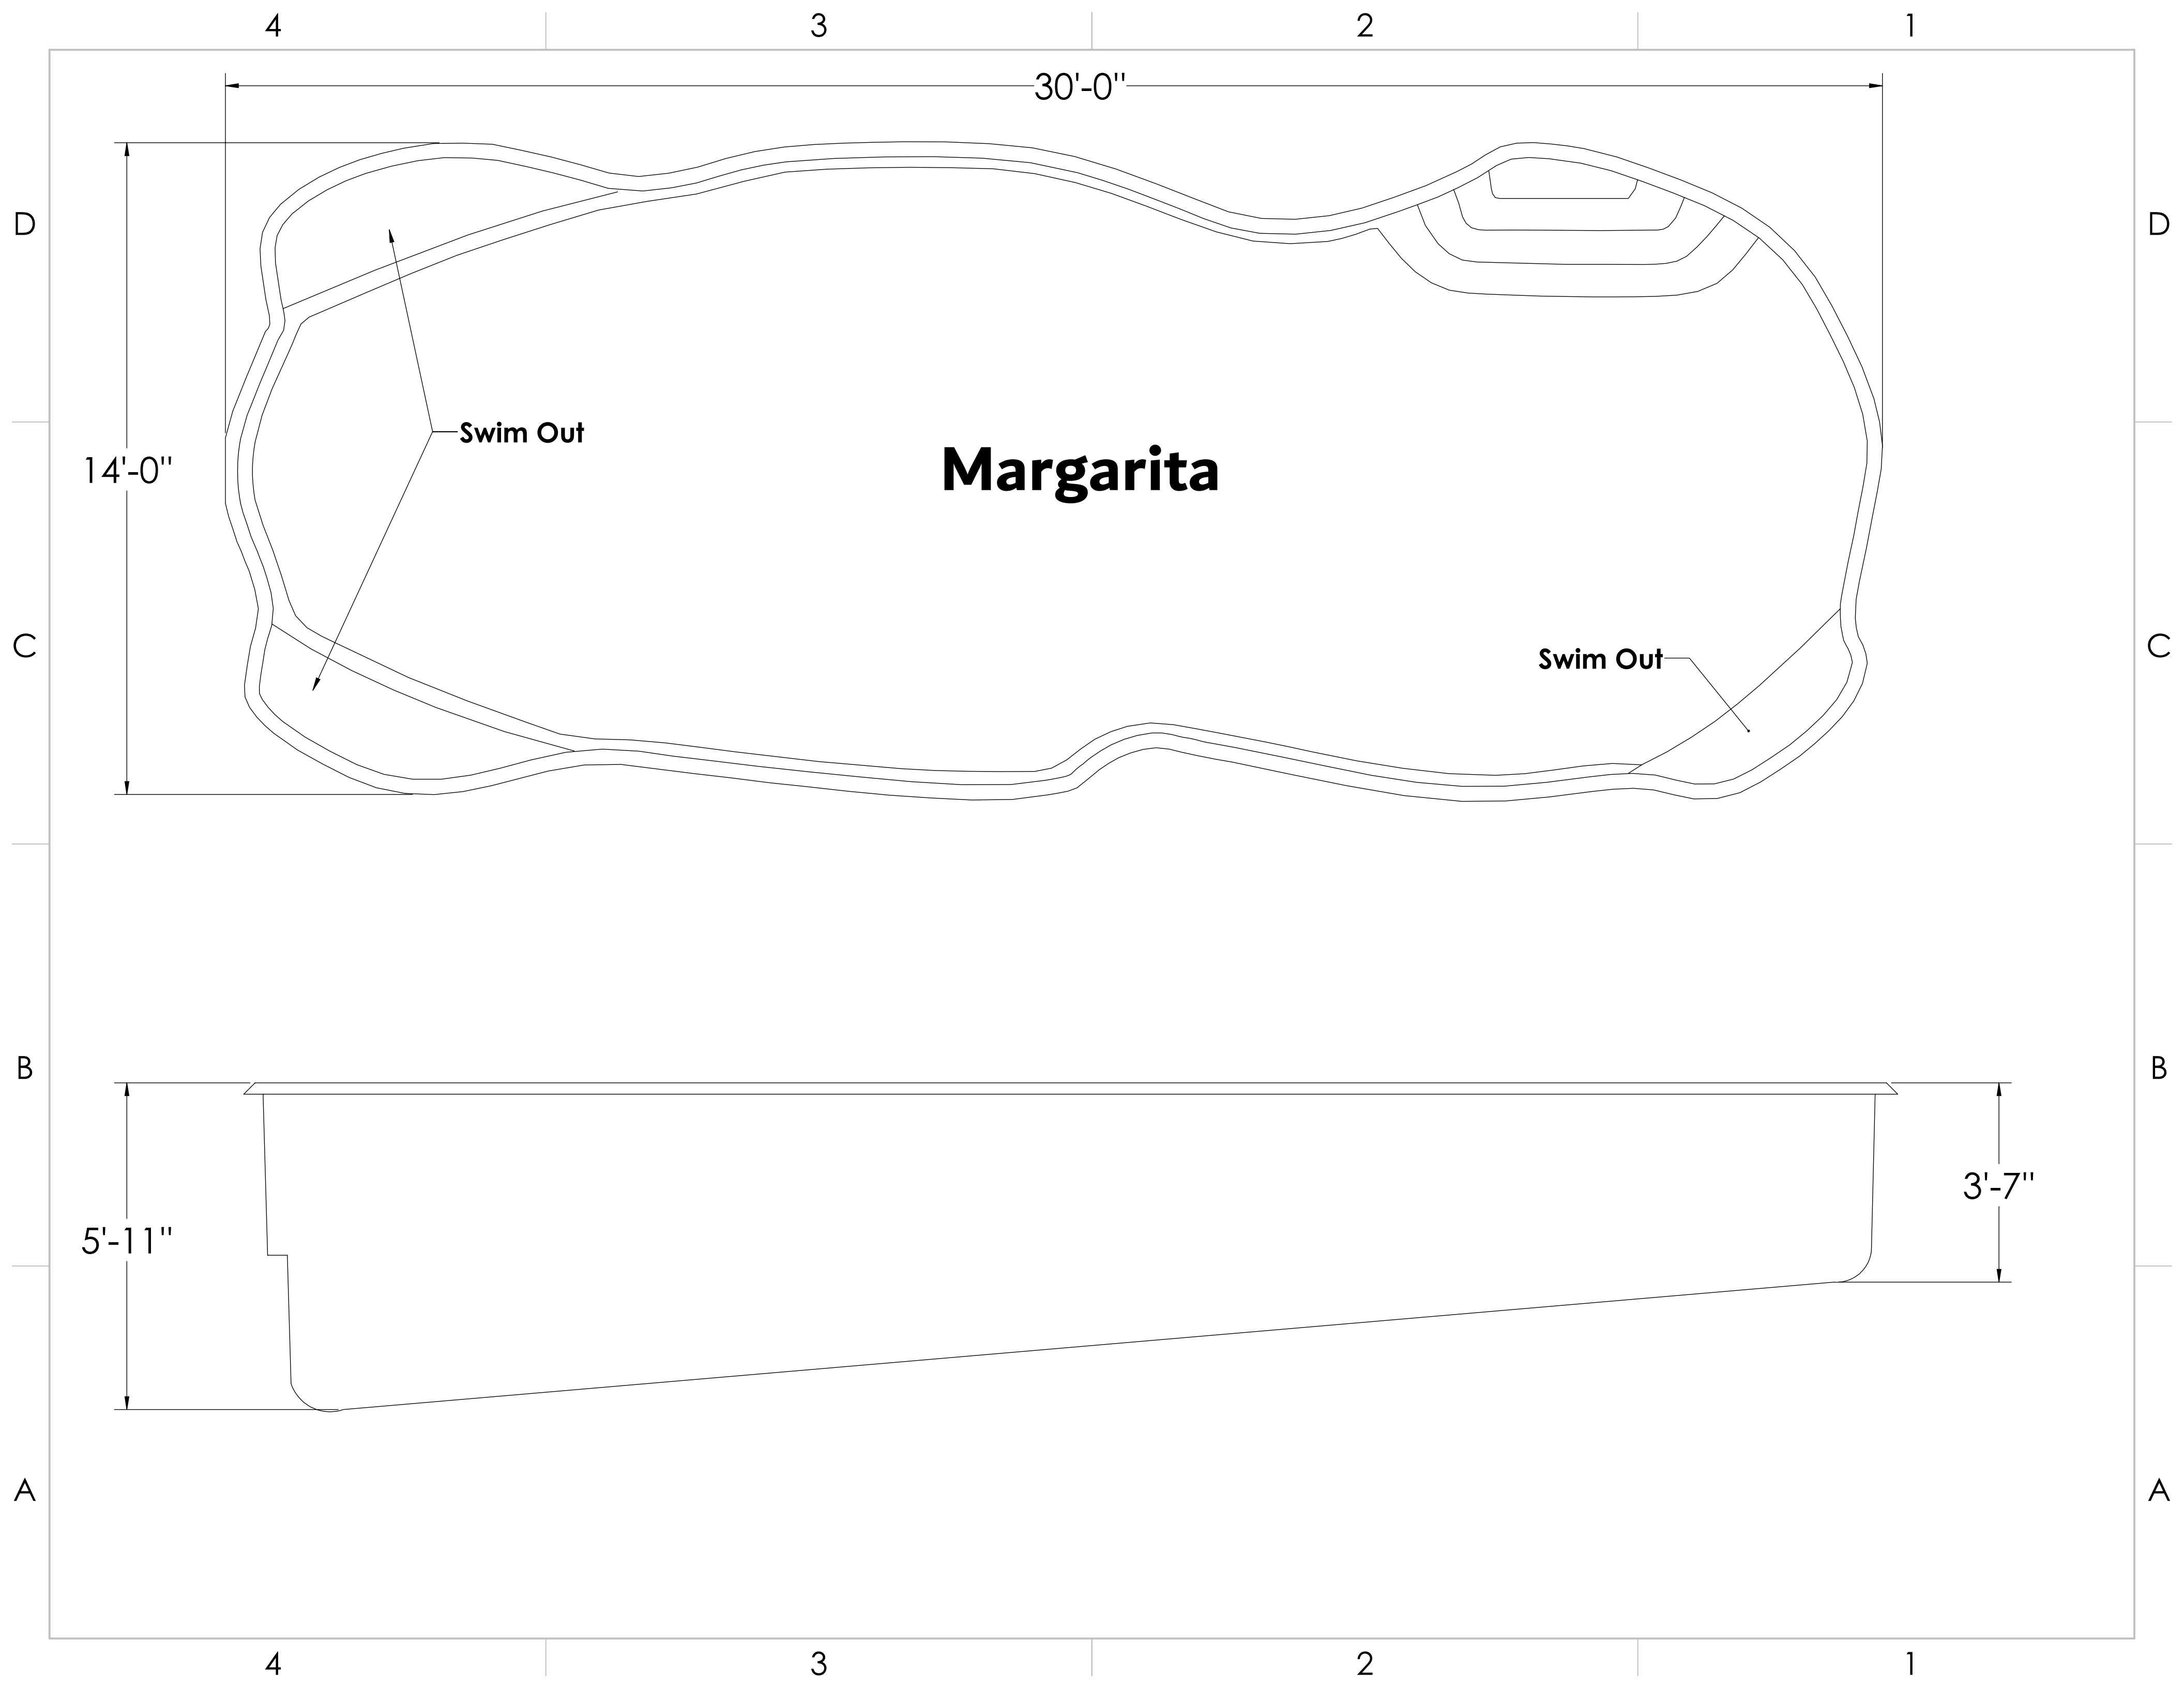 4 3 2 1
30'-0"
D D
Swim Out
Margarita
14'-0"
C C
Swim Out
B B
3'-7"
5'-11"
A A
4 3 2 1